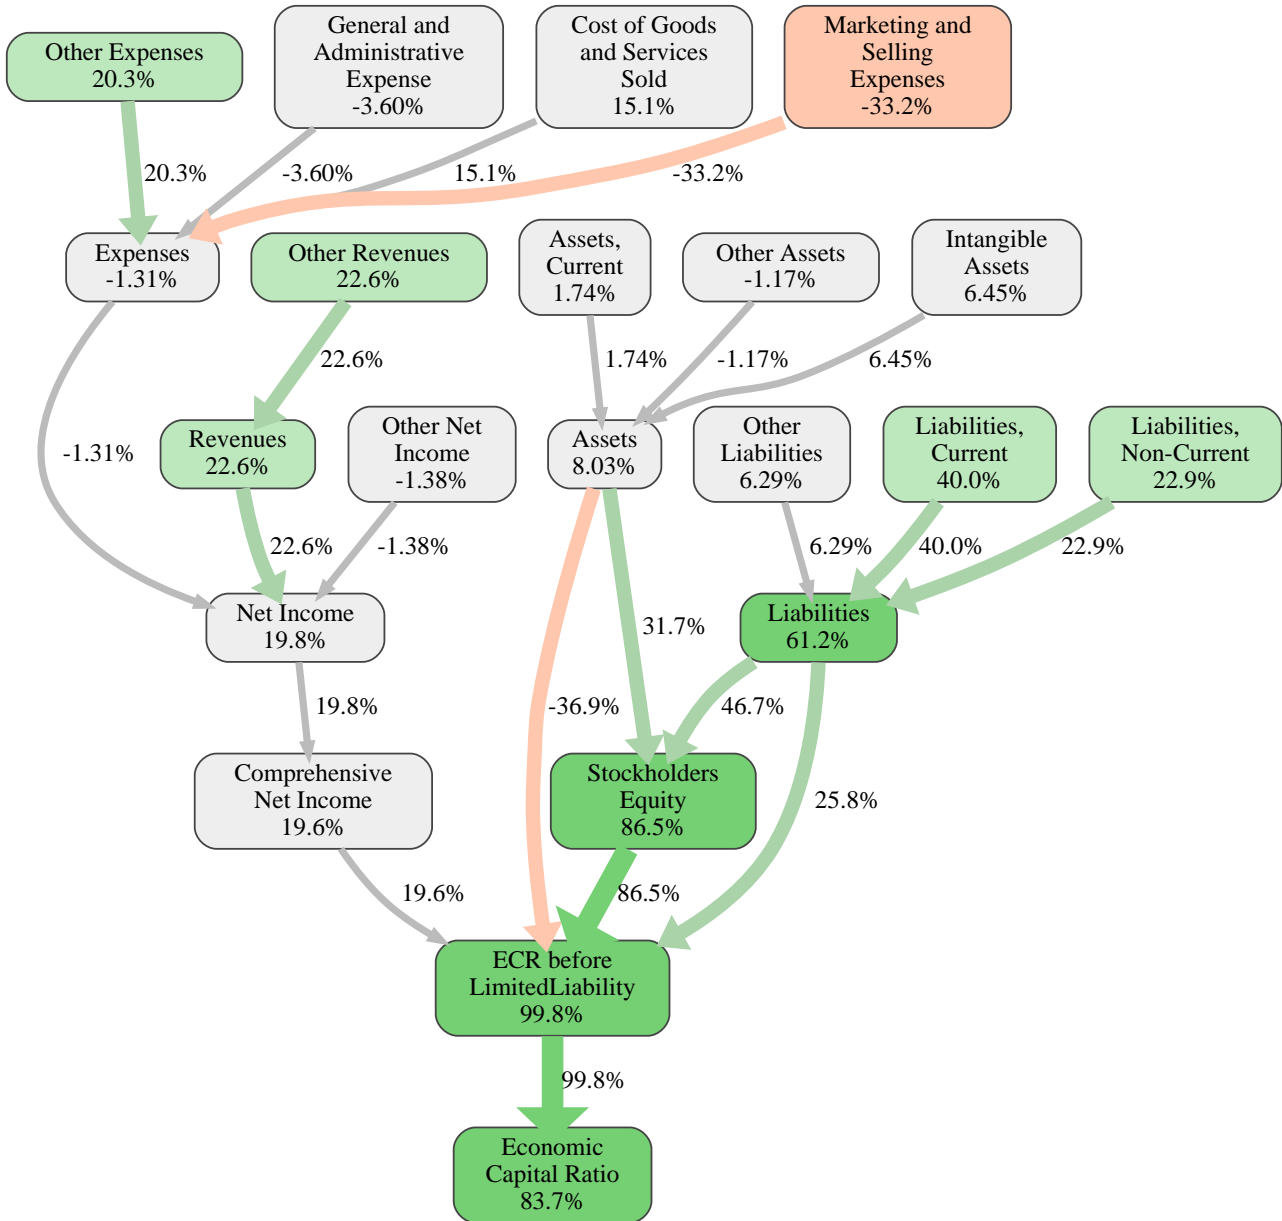 Other Expenses
20.3%
General and
Administrative
Expense
-3.60%
Cost of Goods
and Services
Sold
15.1%
Marketing and
Selling
Expenses
-33.2%
20.3%
-3.60%
15.1%
-33.2%
Expenses
-1.31%
Other Revenues
22.6%
Assets,
Current
1.74%
Other Assets
-1.17%
Intangible
Assets
6.45%
22.6%
1.74%
-1.17%
6.45%
-1.31%
Revenues
22.6%
Other Net
Income
-1.38%
Assets
8.03%
Other
Liabilities
6.29%
Liabilities,
Current
40.0%
Liabilities,
Non-Current
22.9%
22.6%
-1.38%
6.29%
40.0%
22.9%
Net Income
19.8%
31.7%
Liabilities
61.2%
19.8%
-36.9%
46.7%
Comprehensive
Net Income
19.6%
Stockholders
Equity
86.5%
25.8%
19.6%
86.5%
ECR before
LimitedLiability
99.8%
99.8%
Economic
Capital Ratio
83.7%